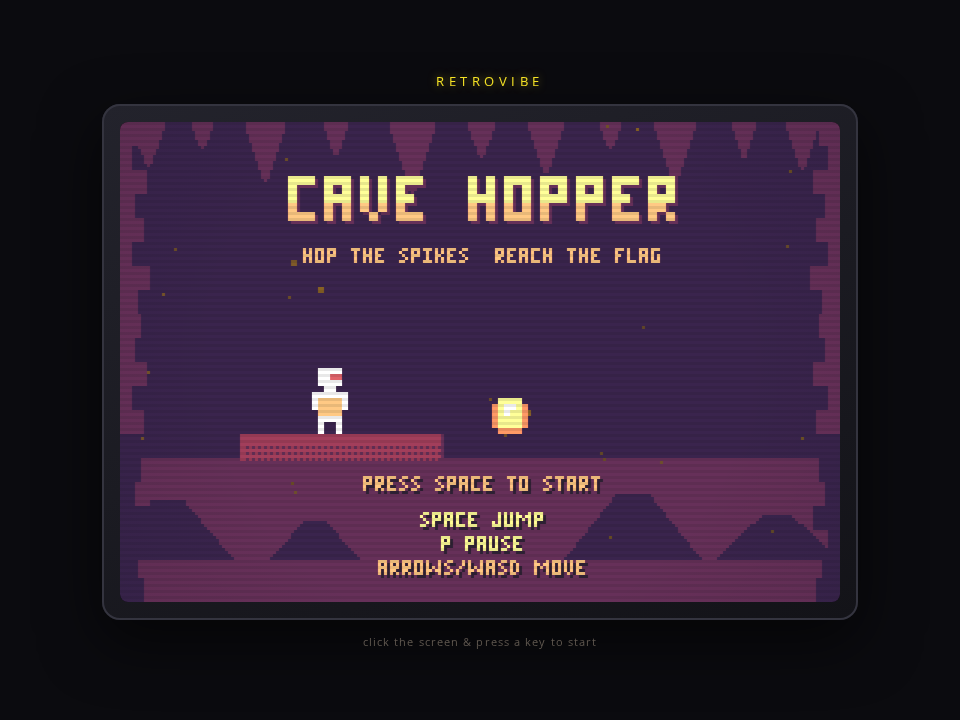 RETROVIBE
CAVE HOPPER
HOP THE SPIKES REACH THE FLAG
PRESS SPACE TO START
SPACE JUMP
P PAUSE
ARROWS/WASD MOVE
click the screen & press a key to start